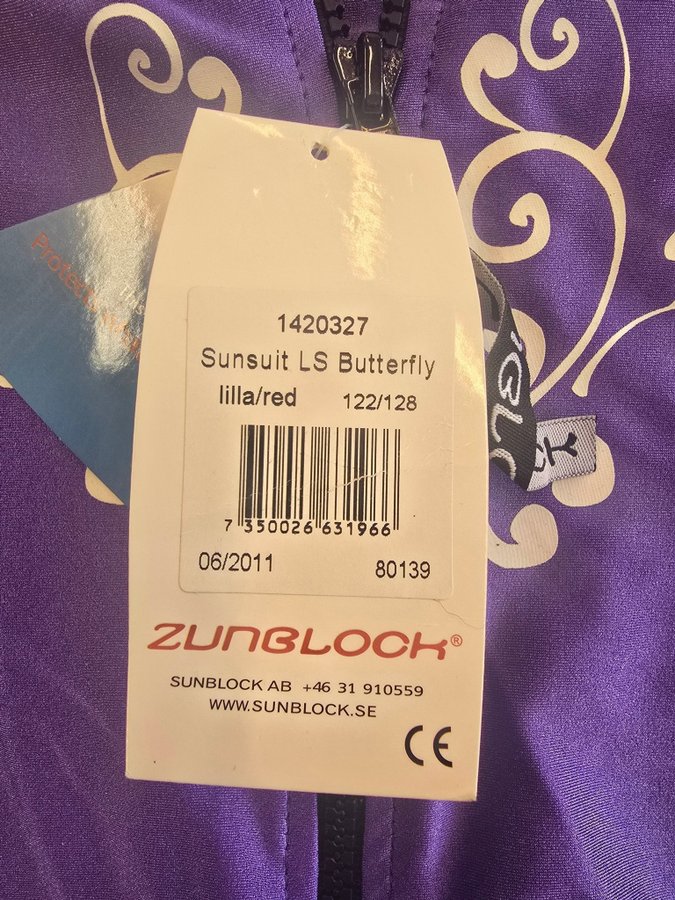 1420327
Sunsuit LS Butterfly
lilla/red 122/128
7 350026 631966
06/2011 80139
ZUNBLOCK®
SUNBLOCK AB +46 31 910559
WWW.SUNBLOCK.SE
CE